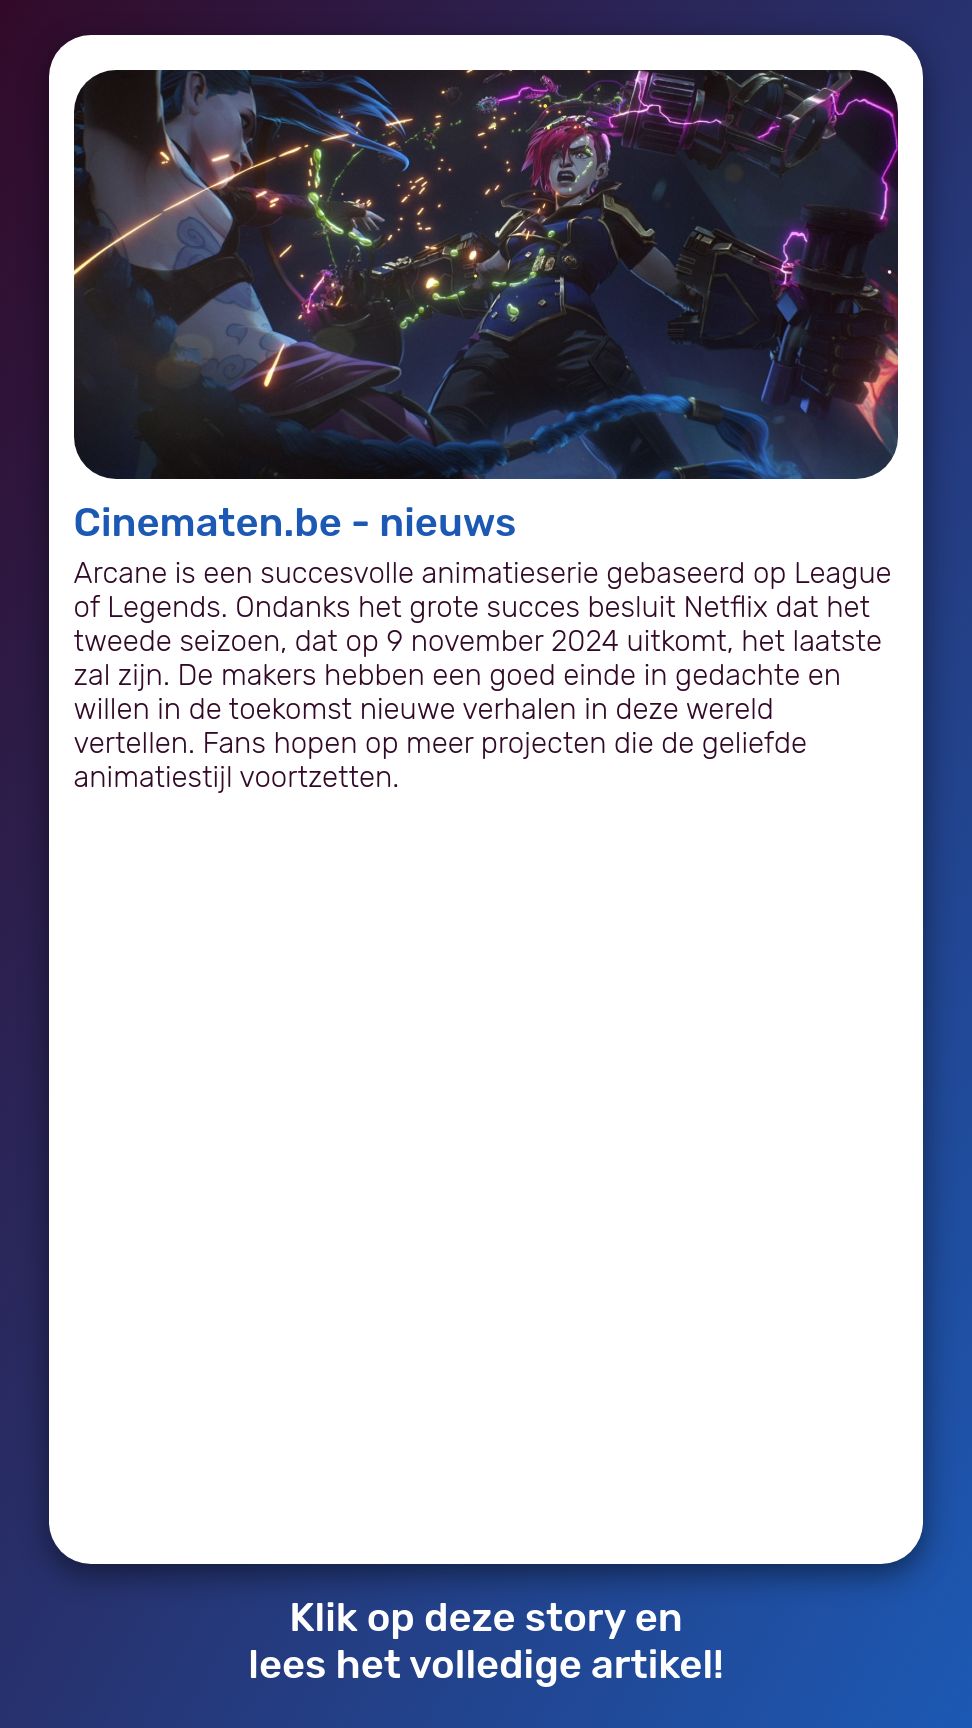 Cinematen.be - nieuws
Arcane is een succesvolle animatieserie gebaseerd op League
of Legends. Ondanks het grote succes besluit Netflix dat het
tweede seizoen, dat op 9 november 2024 uitkomt, het laatste
zal zijn. De makers hebben een goed einde in gedachte en
willen in de toekomst nieuwe verhalen in deze wereld
vertellen. Fans hopen op meer projecten die de geliefde
animatiestijl voortzetten.
Klik op deze story en
lees het volledige artikel!